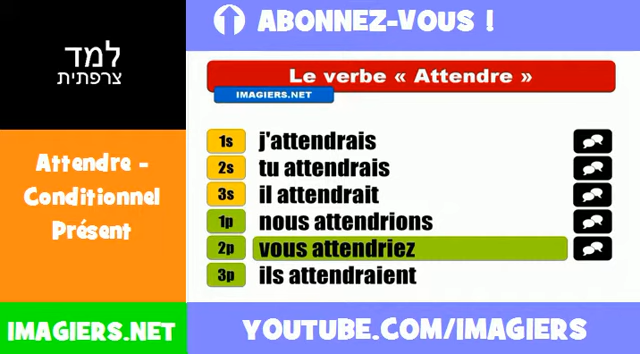 למד
צרפתית
Attendre -
Conditionnel
Présent
IMAGIERS.NET
ABONNEZ-VOUS !
Le verbe « Attendre »
IMAGIERS.NET
1s j'attendrais
2s tu attendrais
3s il attendrait
1p nous attendrions
2p vous attendriez
3p ils attendraient
YOUTUBE.COM/IMAGIERS